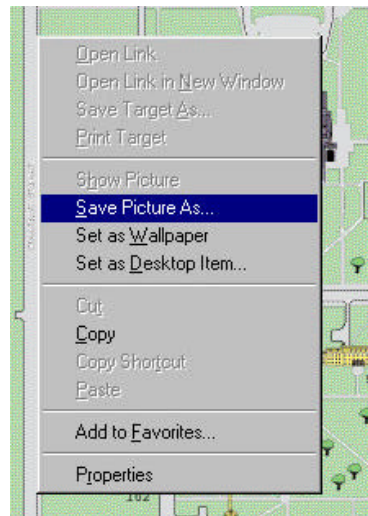 Open Link
Open Link in New Window
Save Target As...
Print Target
Show Picture
Save Picture As...
Set as Wallpaper
Set as Desktop Item...
Cut
Copy
Copy Shortcut
Paste
Add to Favorites...
Properties
162